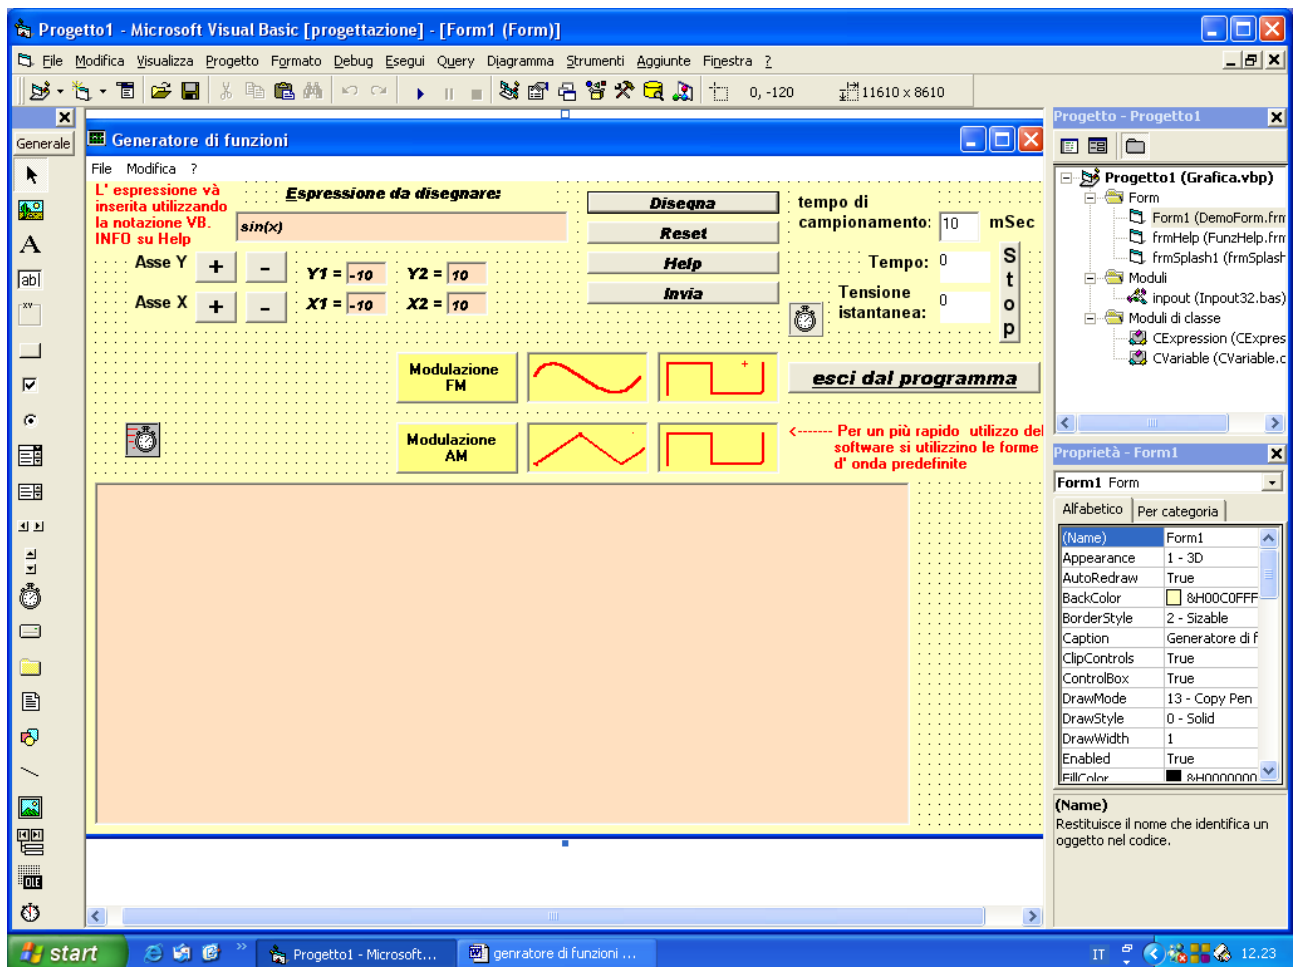 Progetto1 - Microsoft Visual Basic [progettazione] - [Form1 (Form)]
File Modifica Visualizza Progetto Formato Debug Esegui Query Diagramma Strumenti Aggiunte Finestra ?
0, -120 11610 x 8610
Generale
Generatore di funzioni
File Modifica ?
L' espressione và
inserita utilizzando
la notazione VB.
INFO su Help
Espressione da disegnare:
sin(x)
Asse Y + - Y1 = -10 Y2 = 10
Asse X + - X1 = -10 X2 = 10
Disegna
Reset
Help
Invia
tempo di
campionamento: 10 mSec
Tempo: 0
Tensione
istantanea: 0
S
t
o
p
Modulazione
FM
esci dal programma
Modulazione
AM
<------- Per un più rapido utilizzo del
software si utilizzino le forme
d' onda predefinite
Progetto - Progetto1
Progetto1 (Grafica.vbp)
Form
Form1 (DemoForm.frm
frmHelp (FunzHelp.frm
frmSplash1 (frmSplash
Moduli
inpout (Inpout32.bas)
Moduli di classe
CExpression (CExpres
CVariable (CVariable.c
Proprietà - Form1
Form1 Form
Alfabetico Per categoria
(Name) Form1
Appearance 1 - 3D
AutoRedraw True
BackColor &H00C0FFF
BorderStyle 2 - Sizable
Caption Generatore di f
ClipControls True
ControlBox True
DrawMode 13 - Copy Pen
DrawStyle 0 - Solid
DrawWidth 1
Enabled True
FillColor &H0000000
(Name)
Restituisce il nome che identifica un
oggetto nel codice.
start
Progetto1 - Microsoft...
genratore di funzioni ...
IT
12.23